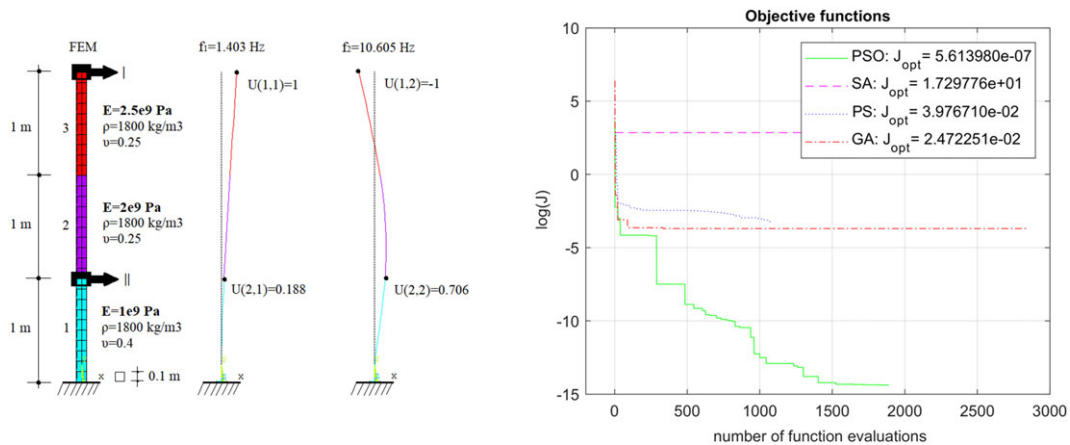 FEM
f₁=1.403 Hz
f₂=10.605 Hz
I
U(1,1)=1
U(1,2)=-1
1 m
3
E=2.5e9 Pa
ρ=1800 kg/m3
υ=0.25
1 m
2
E=2e9 Pa
ρ=1800 kg/m3
υ=0.25
II
U(2,1)=0.188
U(2,2)=0.706
1 m
1
E=1e9 Pa
ρ=1800 kg/m3
υ=0.4
0.1 m
x
x
x
Objective functions
log(J)
10
5
0
-5
-10
-15
PSO: J_opt= 5.613980e-07
SA: J_opt= 1.729776e+01
PS: J_opt= 3.976710e-02
GA: J_opt= 2.472251e-02
0 500 1000 1500 2000 2500 3000
number of function evaluations